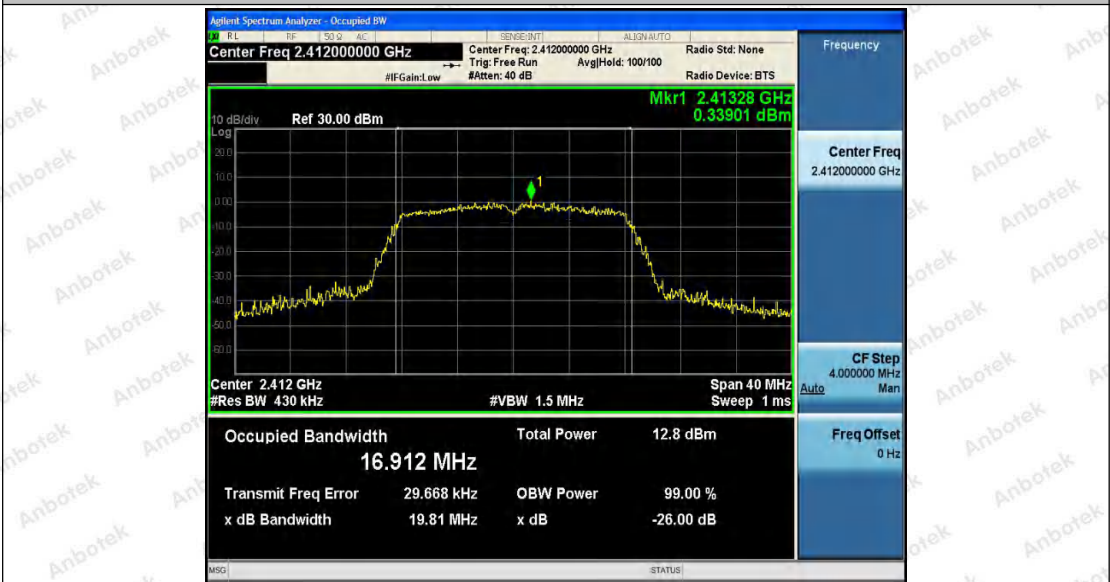 Agilent Spectrum Analyzer - Occupied BW
RL RF 50 Ω AC SENSE:INT ALIGN AUTO
Center Freq 2.412000000 GHz
Center Freq: 2.412000000 GHz
Radio Std: None
Trig: Free Run Avg|Hold: 100/100
#IFGain:Low #Atten: 40 dB Radio Device: BTS
Frequency
Mkr1 2.41328 GHz
0.33901 dBm
10 dB/div Ref 30.00 dBm
Log
20.0
10.0
0.00
-10.0
-20.0
-30.0
-40.0
-50.0
-60.0
1
Center 2.412 GHz Span 40 MHz
#Res BW 430 kHz #VBW 1.5 MHz Sweep 1 ms
Occupied Bandwidth Total Power 12.8 dBm
16.912 MHz
Transmit Freq Error 29.668 kHz OBW Power 99.00 %
x dB Bandwidth 19.81 MHz x dB -26.00 dB
MSG STATUS
Center Freq
2.412000000 GHz
CF Step
4.000000 MHz
Auto Man
Freq Offset
0 Hz
Anbotek